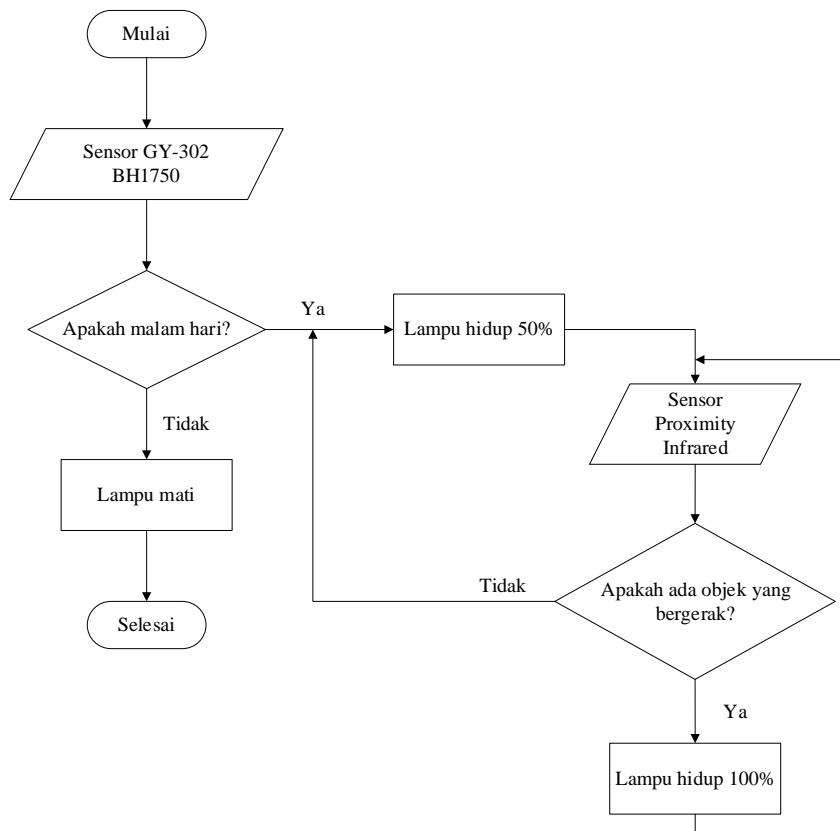 Mulai
Sensor GY-302
BH1750
Apakah malam hari?
Ya
Lampu hidup 50%
Tidak
Sensor
Proximity
Infrared
Lampu mati
Tidak
Apakah ada objek yang
bergerak?
Selesai
Ya
Lampu hidup 100%